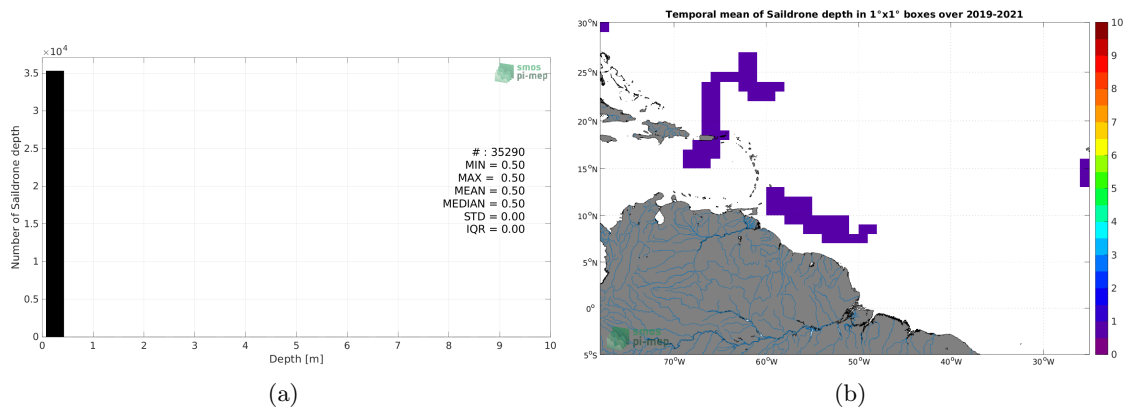 ×10⁴
3.5
3
2.5
2
1.5
1
0.5
0
Number of Saildrone depth
smos
pi-mep
# : 35290
MIN = 0.50
MAX = 0.50
MEAN = 0.50
MEDIAN = 0.50
STD = 0.00
IQR = 0.00
1 2 3 4 5 6 7 8 9 10
Depth [m]
(a)
Temporal mean of Saildrone depth in 1°x1° boxes over 2019-2021
30°N
25°N
20°N
15°N
10°N
5°N
0°
5°S
70°W 60°W 50°W 40°W 30°W
smos
pi-mep
10
9
8
7
6
5
4
3
2
1
0
(b)